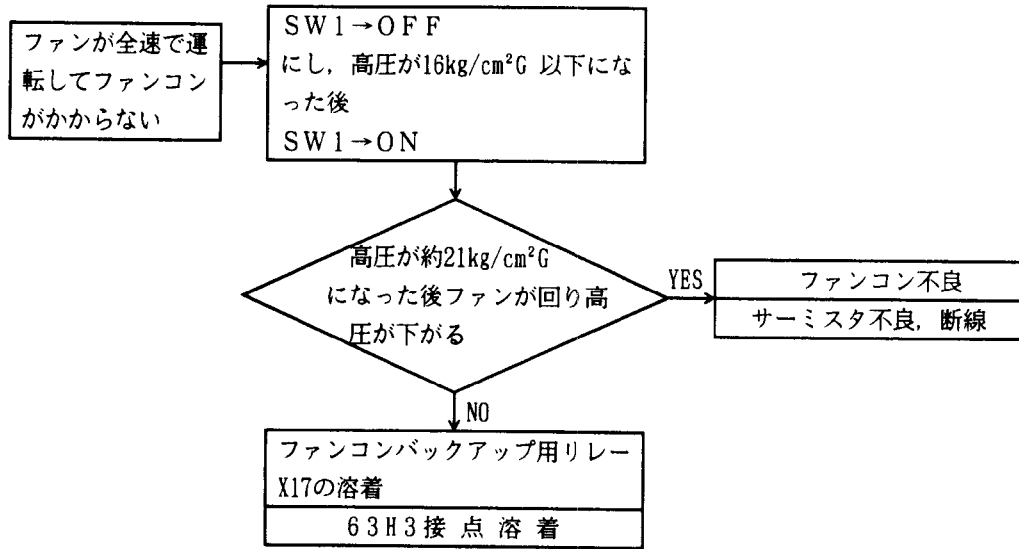 ファンが全速で運
転してファンコン
がかからない
SW1→OFF
にし，高圧が16kg/cm²G 以下にな
った後
SW1→ON
高圧が約21kg/cm²G
になった後ファンが回り高
圧が下がる
YES
ファンコン不良
サーミスタ不良，断線
NO
ファンコンバックアップ用リレー
X17の溶着
63H3接点溶着